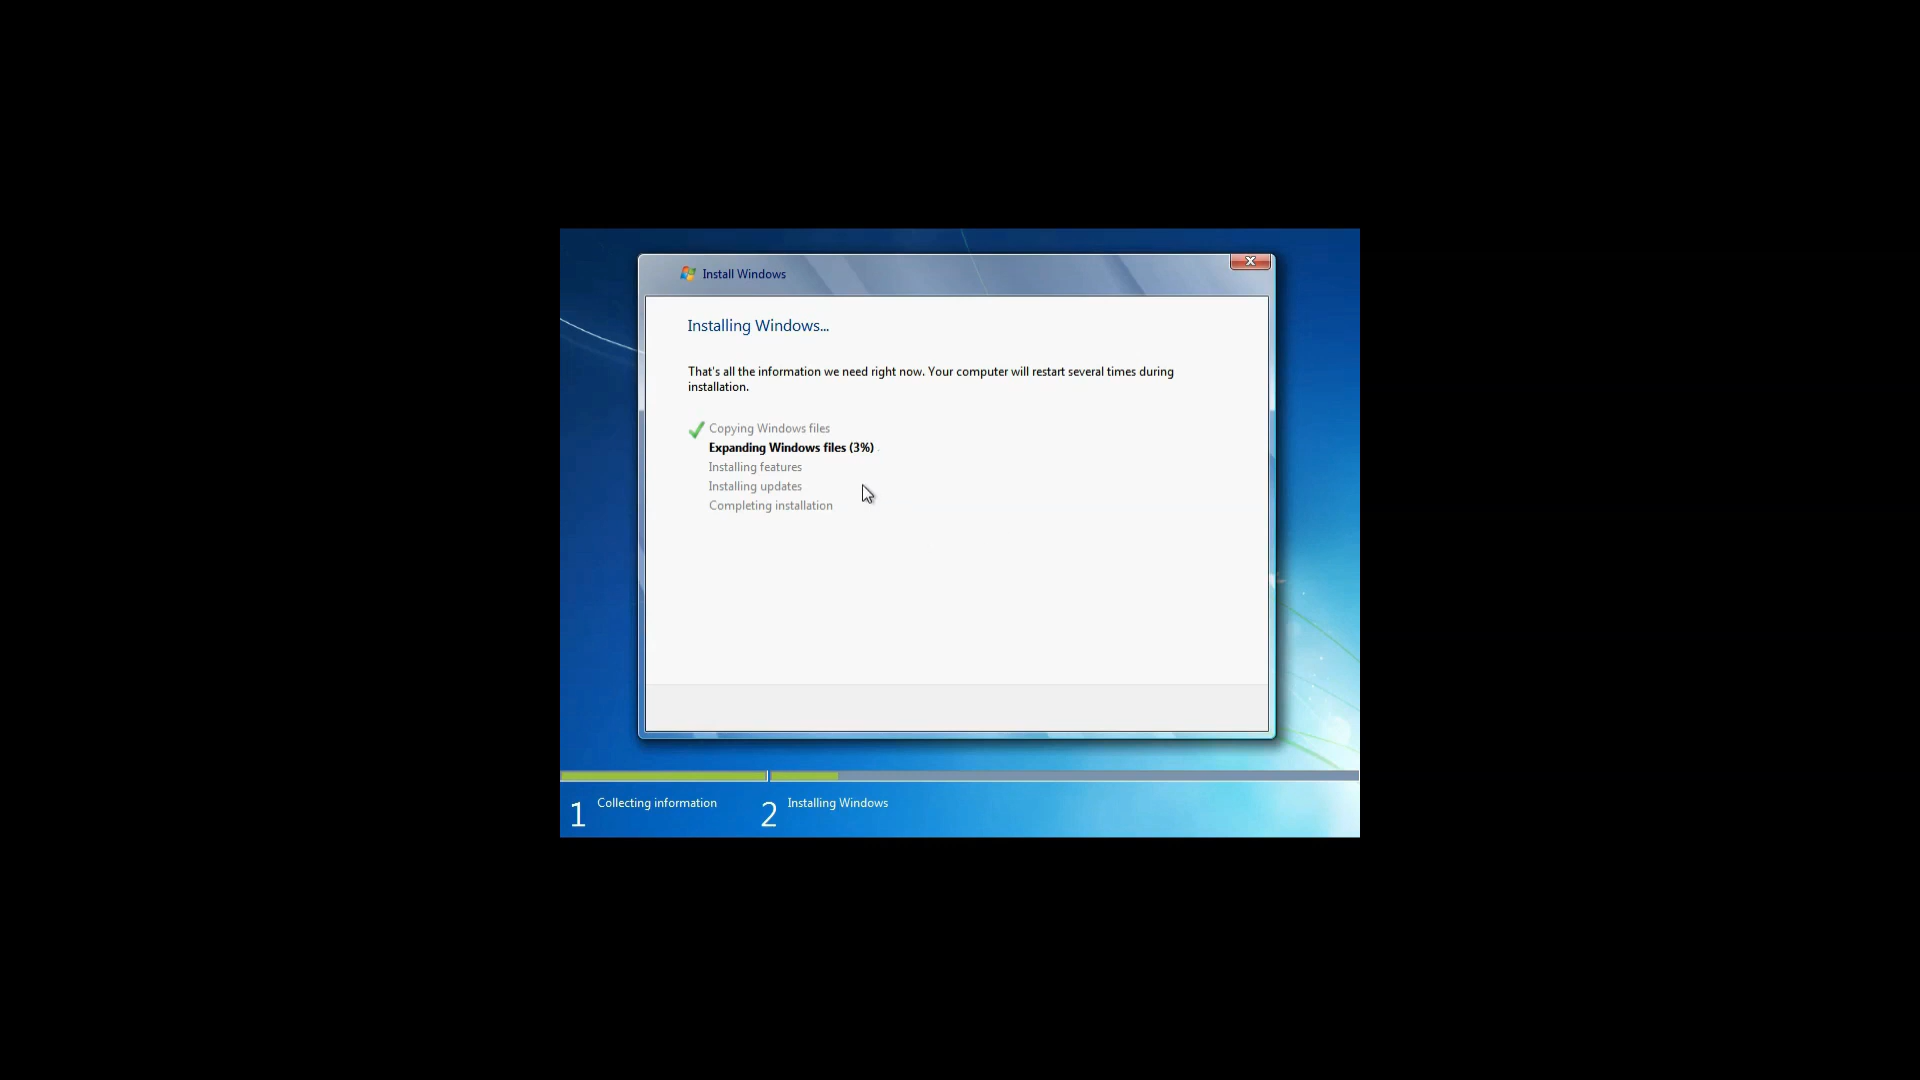 Install Windows
Installing Windows...
That's all the information we need right now. Your computer will restart several times during
installation.
Copying Windows files
Expanding Windows files (3%)
Installing features
Installing updates
Completing installation
1 Collecting information
2 Installing Windows